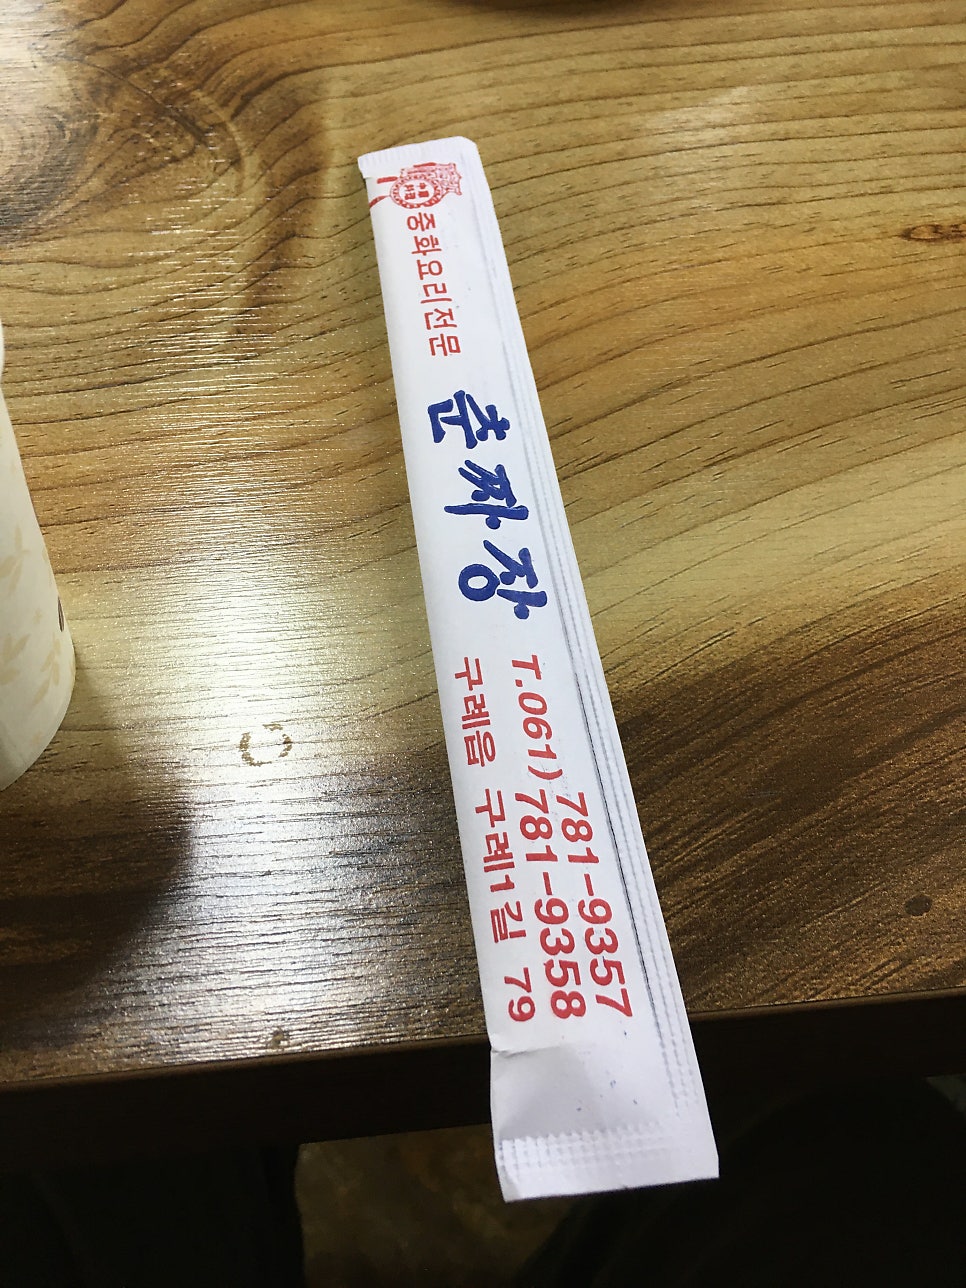 중화요리전문
춘짜장
T.061) 781-9357
781-9358
구례읍 구례1길 79